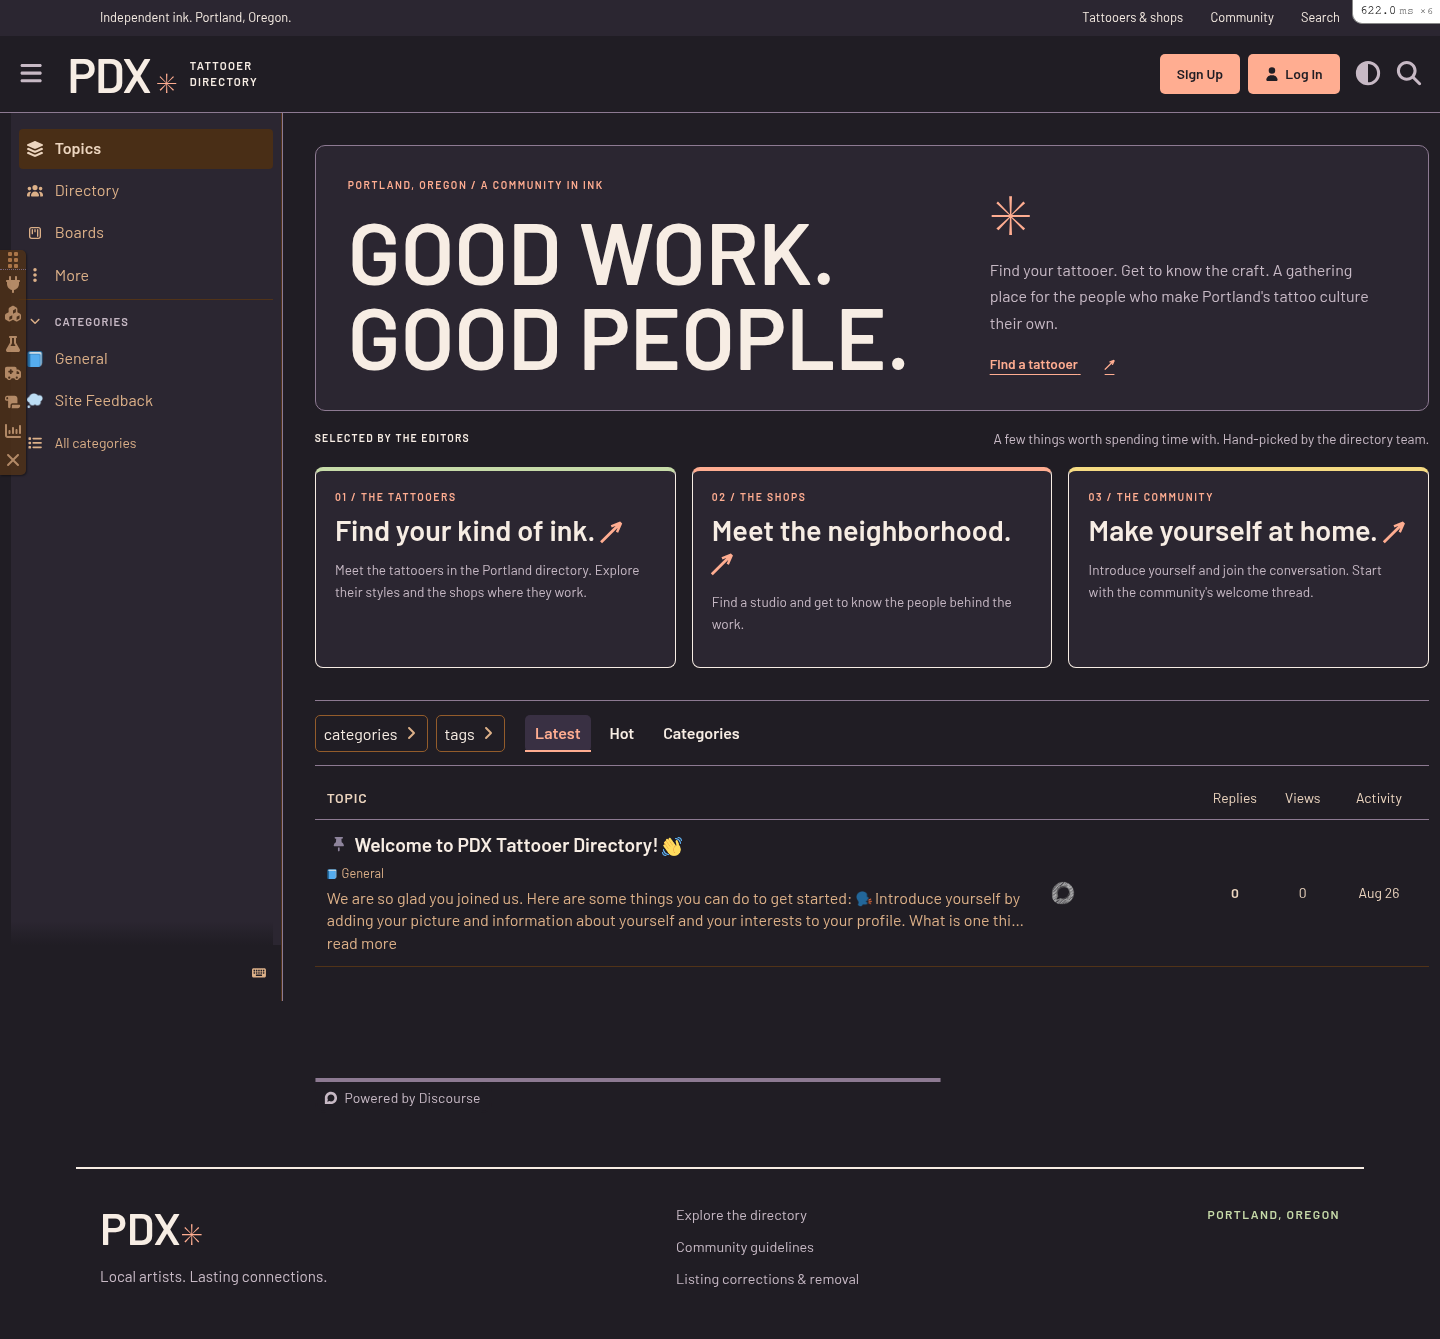 Independent ink. Portland, Oregon.
Tattooers & shops Community Search
622.0 ms ×6
PDX TATTOOER DIRECTORY
Sign Up Log In
Topics
Directory
Boards
More
CATEGORIES
General
Site Feedback
All categories
PORTLAND, OREGON / A COMMUNITY IN INK
GOOD WORK.
GOOD PEOPLE.
Find your tattooer. Get to know the craft. A gathering
place for the people who make Portland's tattoo culture
their own.
Find a tattooer
SELECTED BY THE EDITORS
A few things worth spending time with. Hand-picked by the directory team.
01 / THE TATTOOERS
Find your kind of ink.
Meet the tattooers in the Portland directory. Explore
their styles and the shops where they work.
02 / THE SHOPS
Meet the neighborhood.
Find a studio and get to know the people behind the
work.
03 / THE COMMUNITY
Make yourself at home.
Introduce yourself and join the conversation. Start
with the community's welcome thread.
categories tags Latest Hot Categories
TOPIC Replies Views Activity
Welcome to PDX Tattooer Directory!
General
We are so glad you joined us. Here are some things you can do to get started: Introduce yourself by
adding your picture and information about yourself and your interests to your profile. What is one thi…
read more
0 0 Aug 26
Powered by Discourse
PDX
Local artists. Lasting connections.
Explore the directory
Community guidelines
Listing corrections & removal
PORTLAND, OREGON